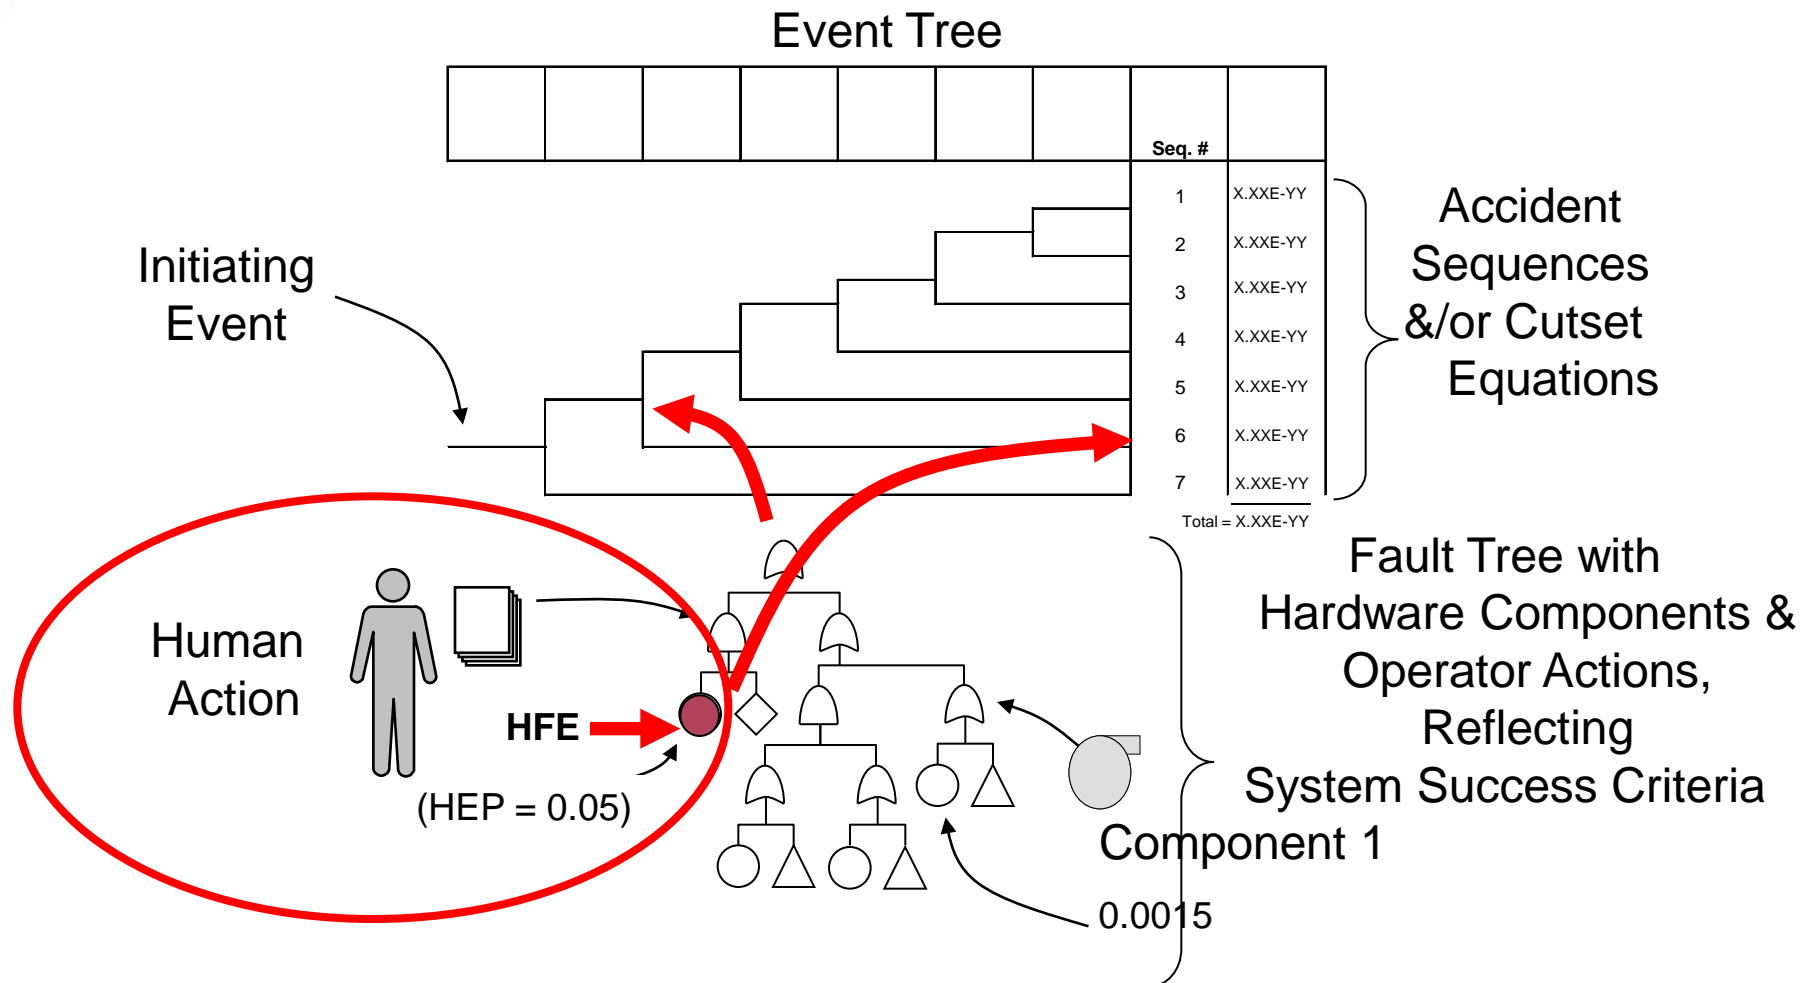 Event Tree
Seq. #
1 X.XXE-YY
2 X.XXE-YY
3 X.XXE-YY
4 X.XXE-YY
5 X.XXE-YY
6 X.XXE-YY
7 X.XXE-YY
Total = X.XXE-YY
Initiating
Event
Accident
Sequences
&/or Cutset
Equations
Human
Action
HFE
(HEP = 0.05)
Fault Tree with
Hardware Components &
Operator Actions,
Reflecting
System Success Criteria
Component 1
0.0015